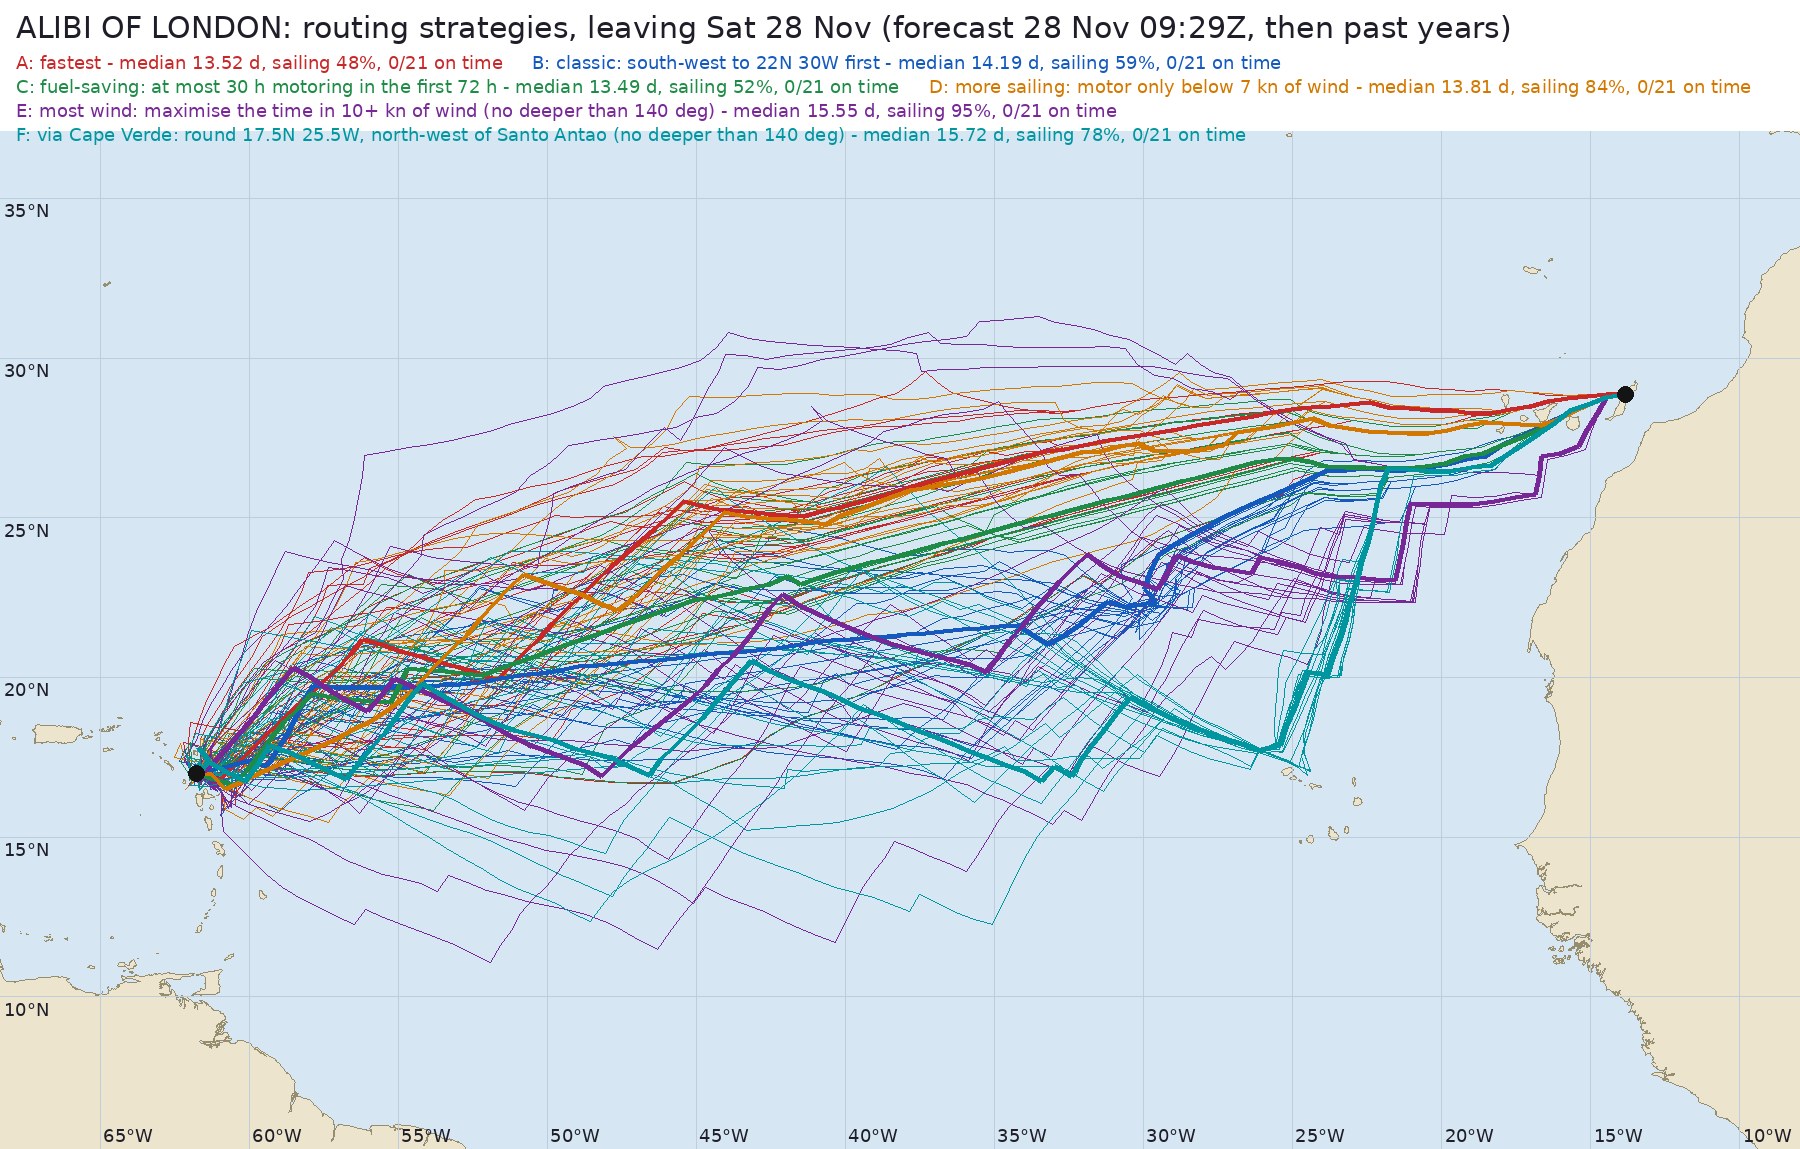 ALIBI OF LONDON: routing strategies, leaving Sat 28 Nov (forecast 28 Nov 09:29Z, then past years)
A: fastest - median 13.52 d, sailing 48%, 0/21 on time B: classic: south-west to 22N 30W first - median 14.19 d, sailing 59%, 0/21 on time
C: fuel-saving: at most 30 h motoring in the first 72 h - median 13.49 d, sailing 52%, 0/21 on time D: more sailing: motor only below 7 kn of wind - median 13.81 d, sailing 84%, 0/21 on time
E: most wind: maximise the time in 10+ kn of wind (no deeper than 140 deg) - median 15.55 d, sailing 95%, 0/21 on time
F: via Cape Verde: round 17.5N 25.5W, north-west of Santo Antao (no deeper than 140 deg) - median 15.72 d, sailing 78%, 0/21 on time
35°N
30°N
25°N
20°N
15°N
10°N
65°W 60°W 55°W 50°W 45°W 40°W 35°W 30°W 25°W 20°W 15°W 10°W